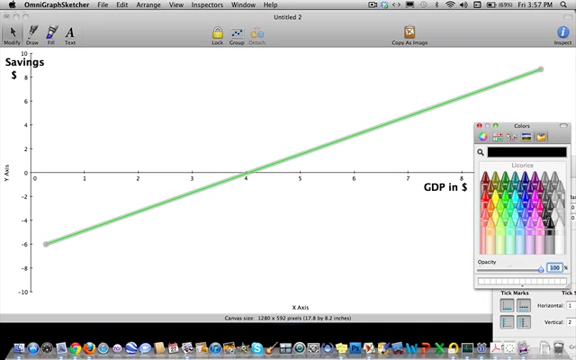 OmniGraphSketcher File Edit Arrange View Inspectors Window Help (69%) Fri 3:57 PM
Untitled 2
Modify Draw Fill Text Lock Group Detach Copy As Image Inspect
10
Savings
$
8
6
4
2
0 2 3 4 5 6 7 8
-2
-4
-6
-8
-10
Y Axis
GDP in $
X Axis
Canvas size: 1280 x 592 pixels (17.8 by 8.2 inches)
Colors
Licorice
Opacity
100 %
Tick Marks
Horizontal: 1
Vertical: 2